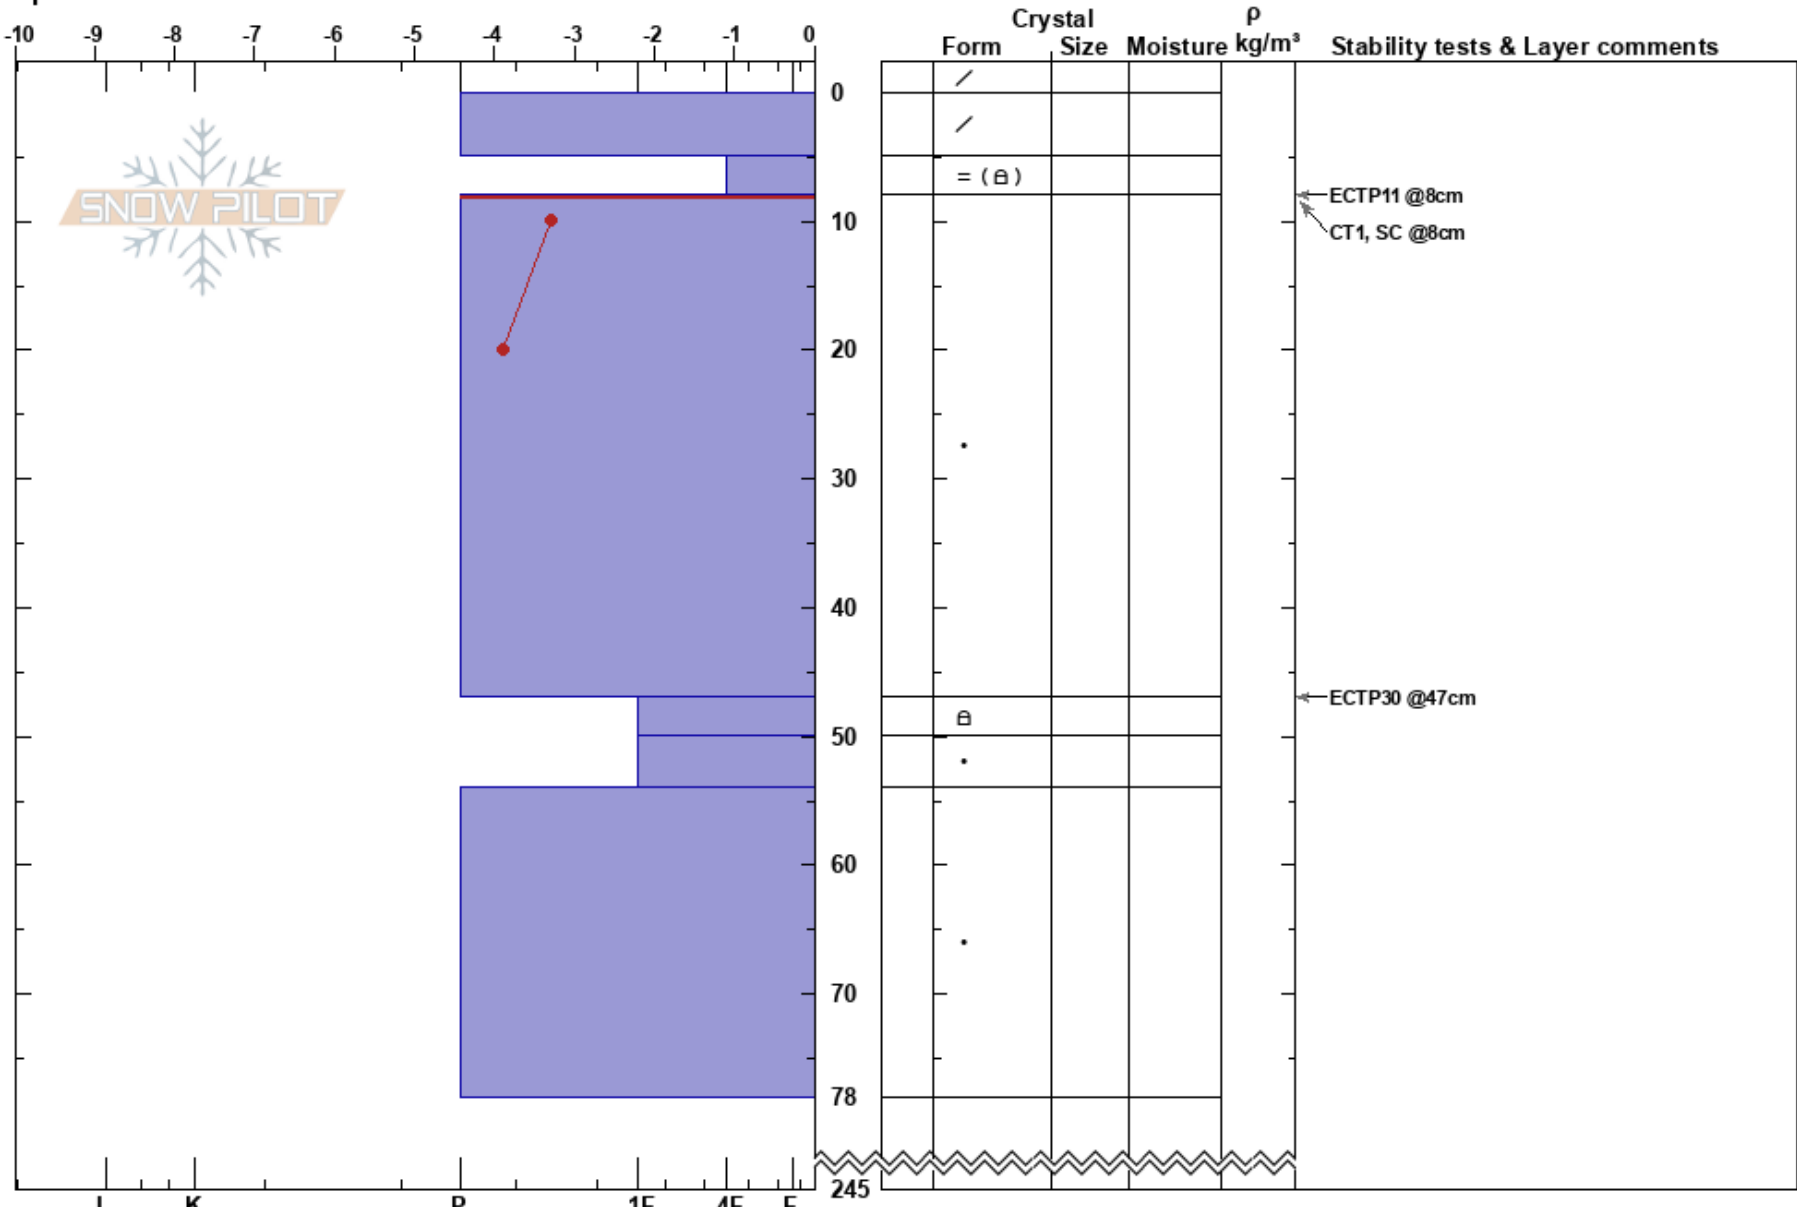 -10 -9 -8 -7 -6 -5 -4 -3 -2 -1 0
Crystal
ρ
Form Size Moisture kg/m³ Stability tests & Layer comments
0
SNOW PILOT
= ( )
ECTP11 @8cm
10
CT1, SC @8cm
20
30
40
ECTP30 @47cm
50
60
70
78
245
I K P 1F 4F F